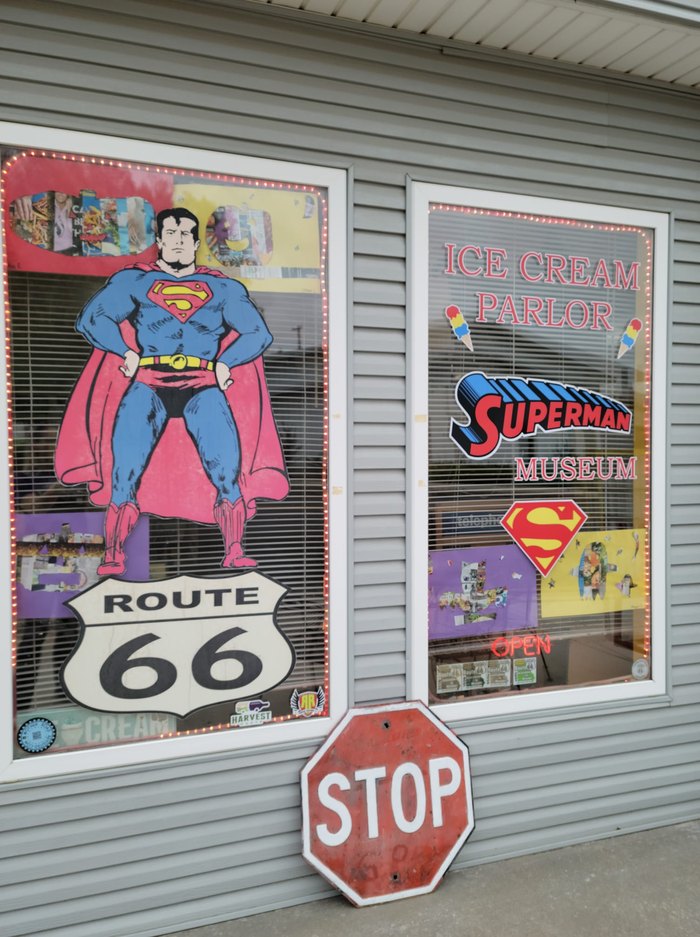 ROUTE
66
HARVEST
CREAM
ICE CREAM
PARLOR
SUPERMAN
MUSEUM
OPEN
STOP